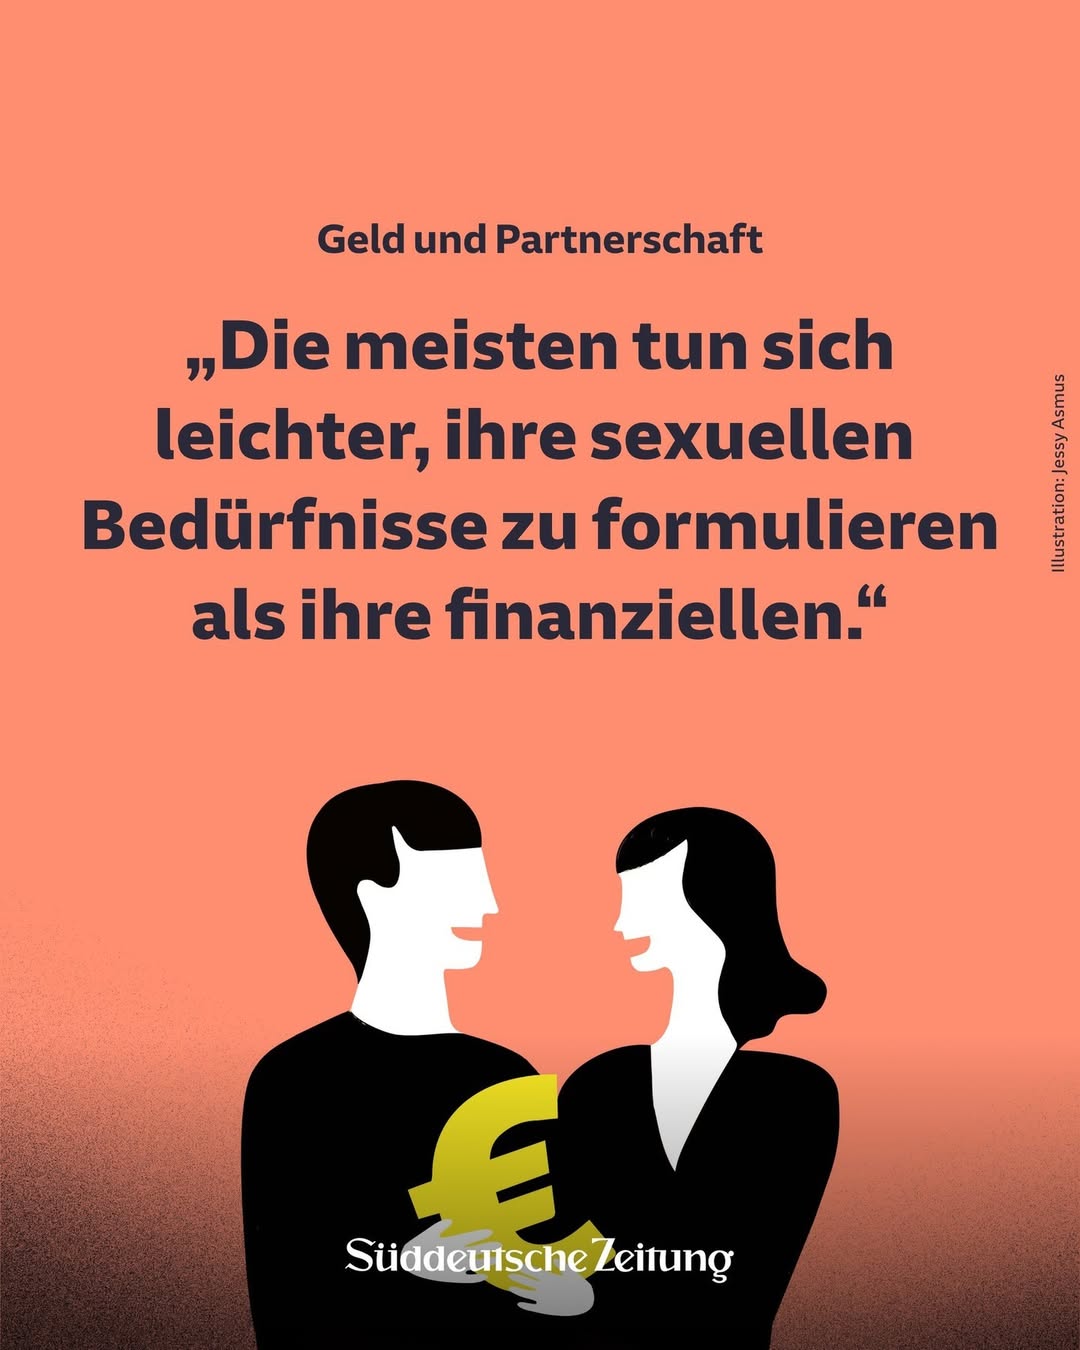 Geld und Partnerschaft
„Die meisten tun sich
leichter, ihre sexuellen
Bedürfnisse zu formulieren
als ihre finanziellen.“
Illustration: Jessy Asmus
€
Süddeutsche Zeitung